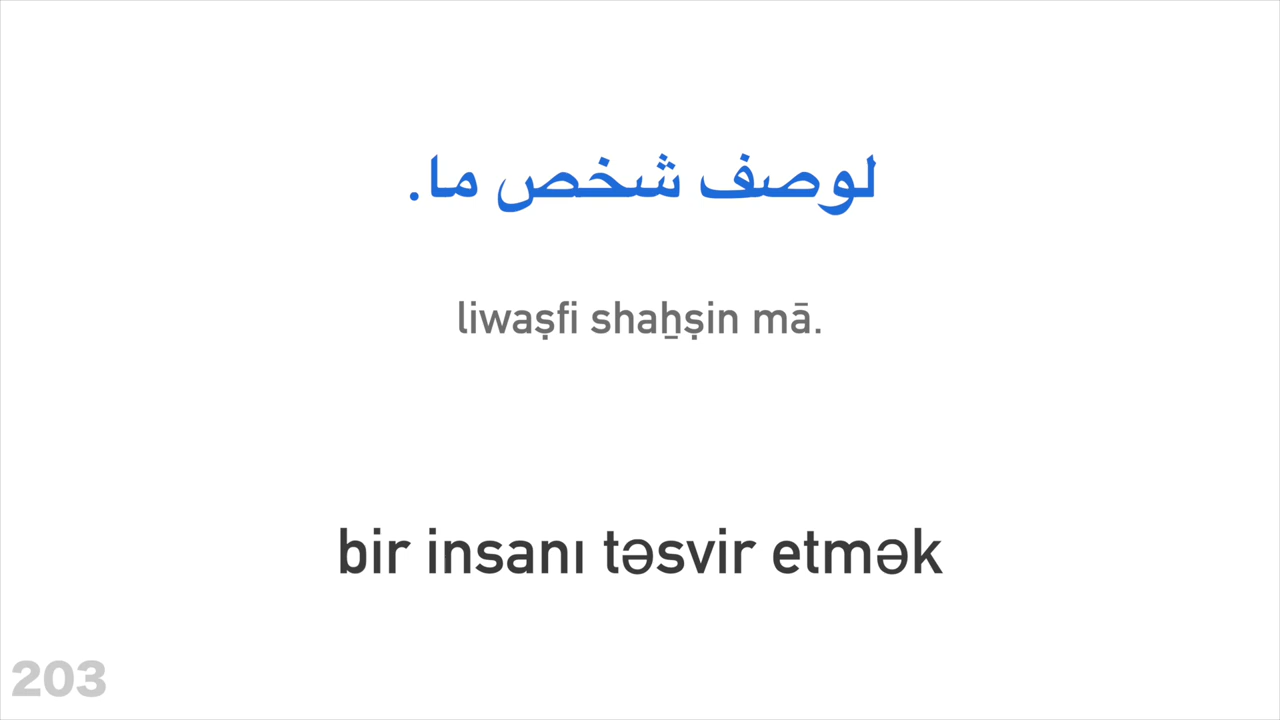 لوصف شخص ما.
liwaṣfi shaẖṣin mā.
bir insanı təsvir etmək
203